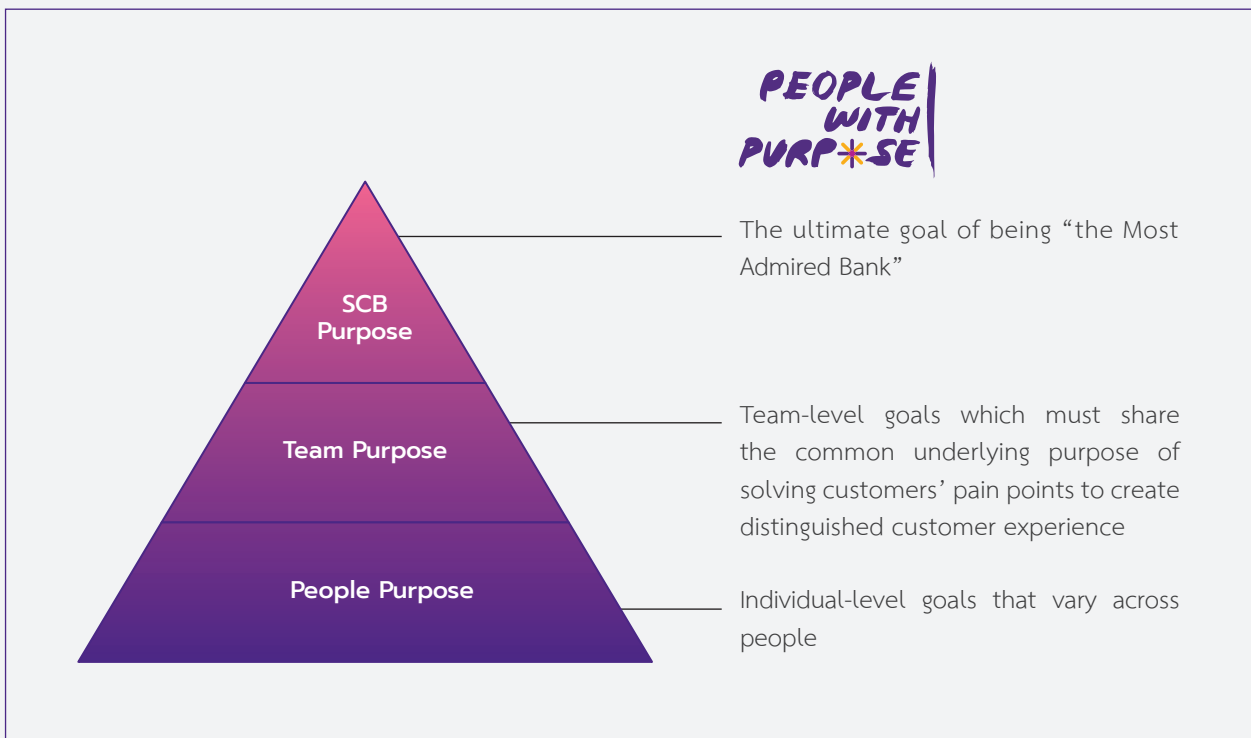 PEOPLE
WITH
PURPOSE
The ultimate goal of being “the Most
Admired Bank”
SCB
Purpose
Team-level goals which must share
the common underlying purpose of
solving customers’ pain points to create
distinguished customer experience
Team Purpose
Individual-level goals that vary across
people
People Purpose